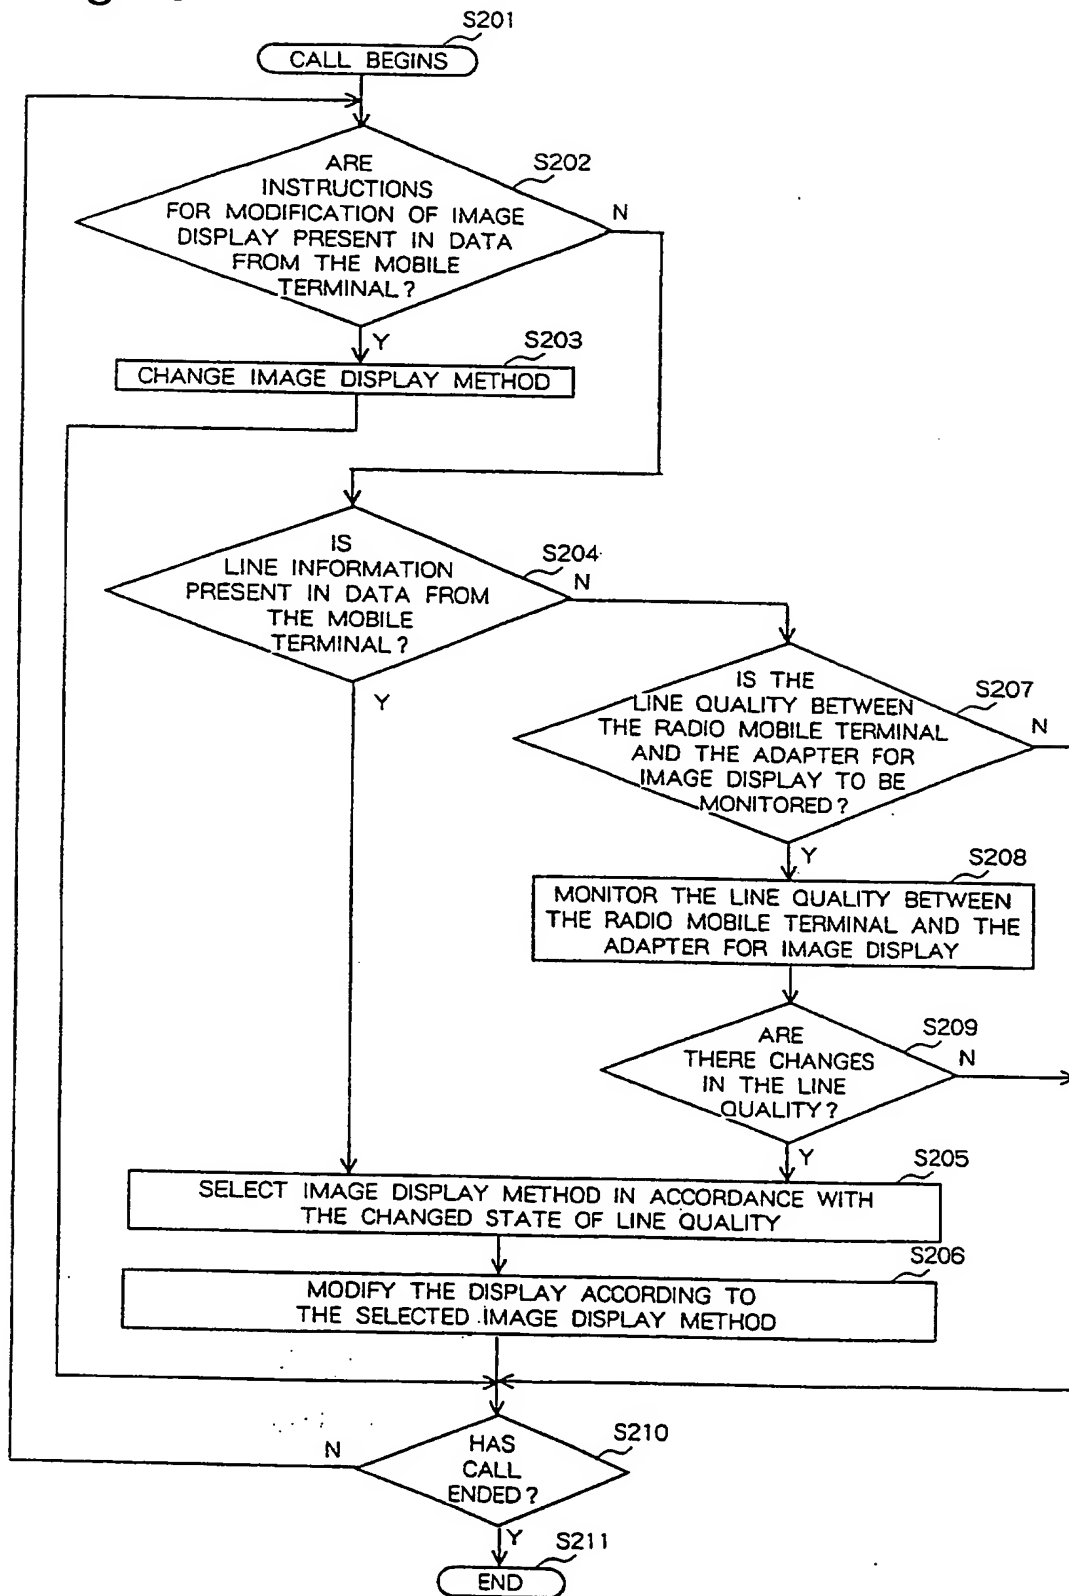 S201
CALL BEGINS
S202
ARE
INSTRUCTIONS
FOR MODIFICATION OF IMAGE
DISPLAY PRESENT IN DATA
FROM THE MOBILE
TERMINAL?
N
Y
S203
CHANGE IMAGE DISPLAY METHOD
S204
IS
LINE INFORMATION
PRESENT IN DATA FROM
THE MOBILE
TERMINAL?
N
Y
S207
IS THE
LINE QUALITY BETWEEN
THE RADIO MOBILE TERMINAL
AND THE ADAPTER FOR
IMAGE DISPLAY TO BE
MONITORED?
N
Y
S208
MONITOR THE LINE QUALITY BETWEEN
THE RADIO MOBILE TERMINAL AND THE
ADAPTER FOR IMAGE DISPLAY
S209
ARE
THERE CHANGES
IN THE LINE
QUALITY?
N
Y
S205
SELECT IMAGE DISPLAY METHOD IN ACCORDANCE WITH
THE CHANGED STATE OF LINE QUALITY
S206
MODIFY THE DISPLAY ACCORDING TO
THE SELECTED IMAGE DISPLAY METHOD
S210
HAS
CALL
ENDED?
N
Y
S211
END